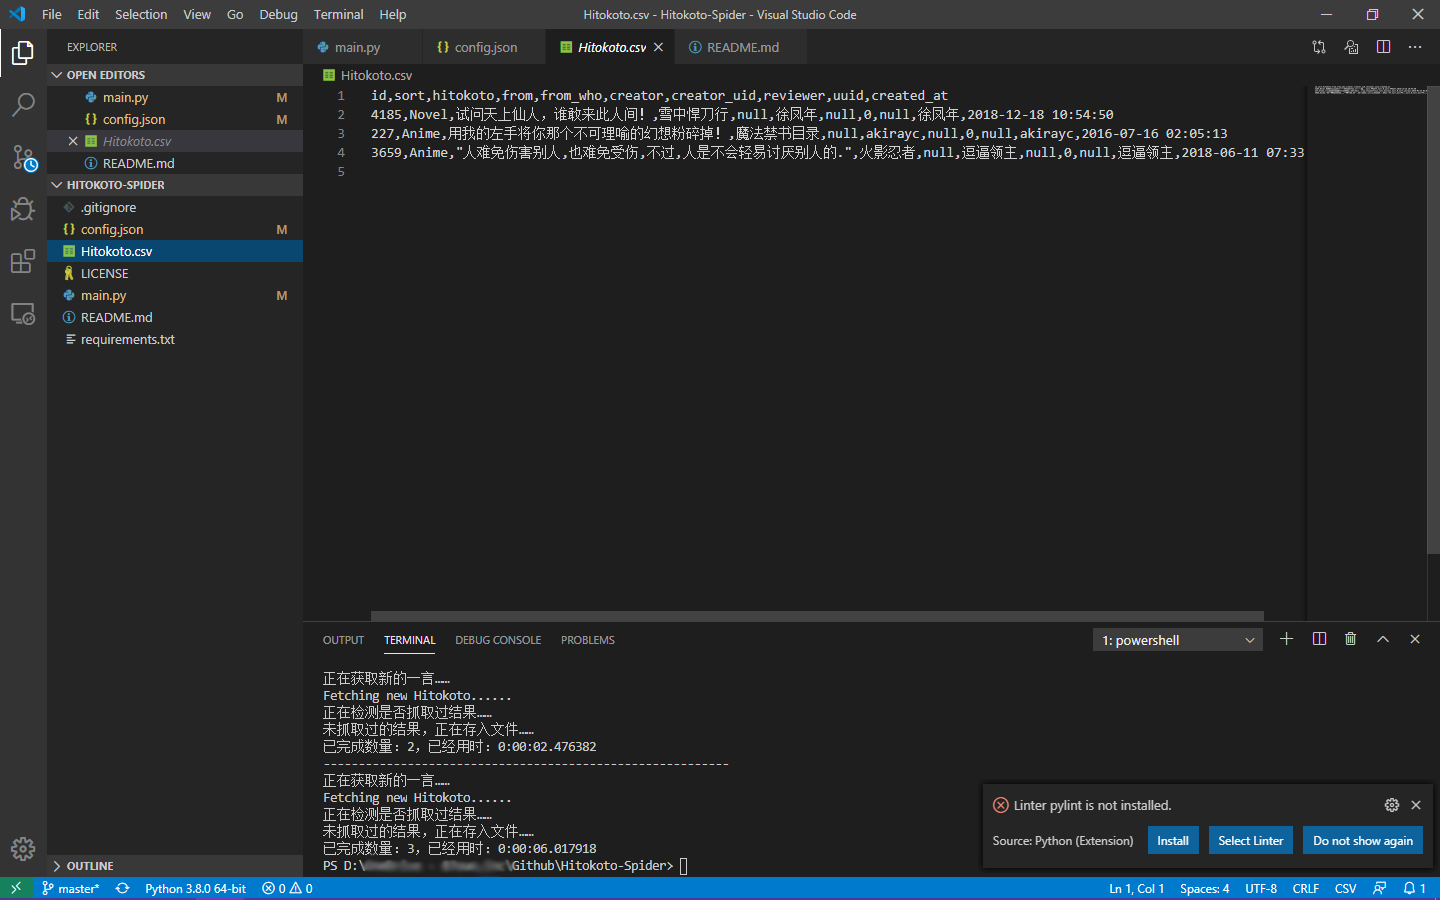 File Edit Selection View Go Debug Terminal Help
Hitokoto.csv - Hitokoto-Spider - Visual Studio Code
EXPLORER
OPEN EDITORS
main.py M
config.json M
Hitokoto.csv
README.md
HITOKOTO-SPIDER
.gitignore
config.json M
Hitokoto.csv
LICENSE
main.py M
README.md
requirements.txt
OUTLINE
main.py config.json Hitokoto.csv README.md
Hitokoto.csv
1 id,sort,hitokoto,from,from_who,creator,creator_uid,reviewer,uuid,created_at
2 4185,Novel,试问天上仙人，谁敢来此人间！,雪中悍刀行,null,徐凤年,null,0,null,徐凤年,2018-12-18 10:54:50
3 227,Anime,用我的左手将你那个不可理喻的幻想粉碎掉！,魔法禁书目录,null,akirayc,null,0,null,akirayc,2016-07-16 02:05:13
4 3659,Anime,"人难免伤害别人,也难免受伤,不过,人是不会轻易讨厌别人的.",火影忍者,null,逗逼领主,null,0,null,逗逼领主,2018-06-11 07:33
5
OUTPUT TERMINAL DEBUG CONSOLE PROBLEMS
1: powershell
正在获取新的一言……
Fetching new Hitokoto......
正在检测是否抓取过结果……
未抓取过的结果，正在存入文件……
已完成数量：2，已经用时：0:00:02.476382
------------------------------------------------------
正在获取新的一言……
Fetching new Hitokoto......
正在检测是否抓取过结果……
未抓取过的结果，正在存入文件……
已完成数量：3，已经用时：0:00:06.017918
PS D:\ \Github\Hitokoto-Spider>
Linter pylint is not installed.
Source: Python (Extension) Install Select Linter Do not show again
master* Python 3.8.0 64-bit 0 0 Ln 1, Col 1 Spaces: 4 UTF-8 CRLF CSV 1